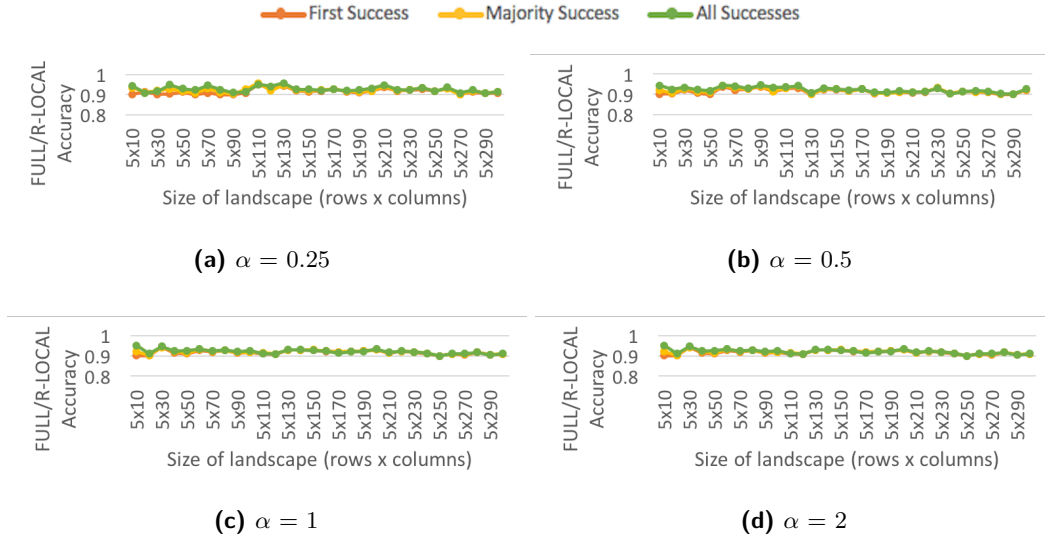 First Success Majority Success All Successes
FULL/R-LOCAL
Accuracy
1
0.9
0.8
5x10
5x30
5x50
5x70
5x90
5x110
5x130
5x150
5x170
5x190
5x210
5x230
5x250
5x270
5x290
Size of landscape (rows x columns)
(a) α = 0.25
FULL/R-LOCAL
Accuracy
1
0.9
0.8
5x10
5x30
5x50
5x70
5x90
5x110
5x130
5x150
5x170
5x190
5x210
5x230
5x250
5x270
5x290
Size of landscape (rows x columns)
(b) α = 0.5
FULL/R-LOCAL
Accuracy
1
0.9
0.8
5x10
5x30
5x50
5x70
5x90
5x110
5x130
5x150
5x170
5x190
5x210
5x230
5x250
5x270
5x290
Size of landscape (rows x columns)
(c) α = 1
FULL/R-LOCAL
Accuracy
1
0.9
0.8
5x10
5x30
5x50
5x70
5x90
5x110
5x130
5x150
5x170
5x190
5x210
5x230
5x250
5x270
5x290
Size of landscape (rows x columns)
(d) α = 2